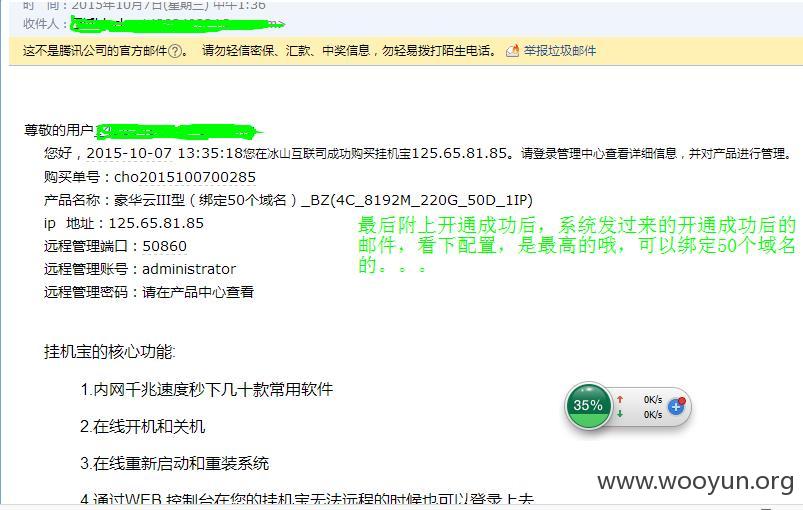 时 间：2015年10月7日(星期三) 中午1:36
收件人：
这不是腾讯公司的官方邮件?。 请勿轻信密保、汇款、中奖信息，勿轻易拨打陌生电话。 举报垃圾邮件
尊敬的用户
您好，2015-10-07 13:35:18您在冰山互联司成功购买挂机宝125.65.81.85。请登录管理中心查看详细信息，并对产品进行管理。
购买单号：cho2015100700285
产品名称：豪华云III型（绑定50个域名）_BZ(4C_8192M_220G_50D_1IP)
ip 地址：125.65.81.85
远程管理端口：50860
远程管理账号：administrator
远程管理密码：请在产品中心查看
最后附上开通成功后，系统发过来的开通成功后的
邮件，看下配置，是最高的哦，可以绑定50个域名
的。。。
挂机宝的核心功能:
1.内网千兆速度秒下几十款常用软件
2.在线开机和关机
3.在线重新启动和重装系统
4.通过WEB 控制台在您的挂机宝无法远程的时候也可以登录上去
35%
0K/s
0K/s
www.wooyun.org